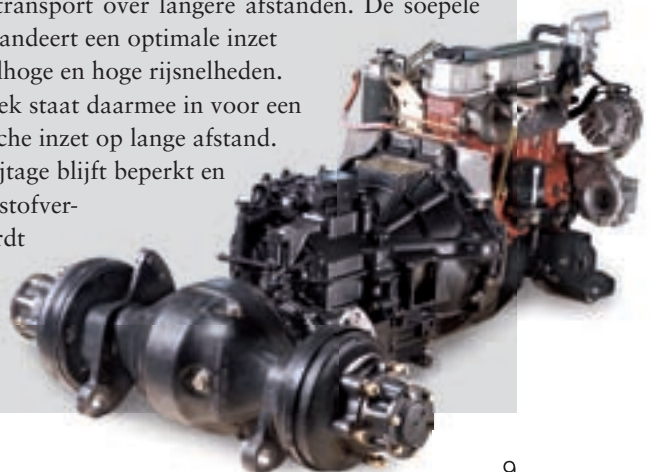 transport over langere afstanden. De soepele
andeert een optimale inzet
lhoge en hoge rijsnelheden.
ek staat daarmee in voor een
che inzet op lange afstand.
jtage blijft beperkt en
stofver-
rdt
9